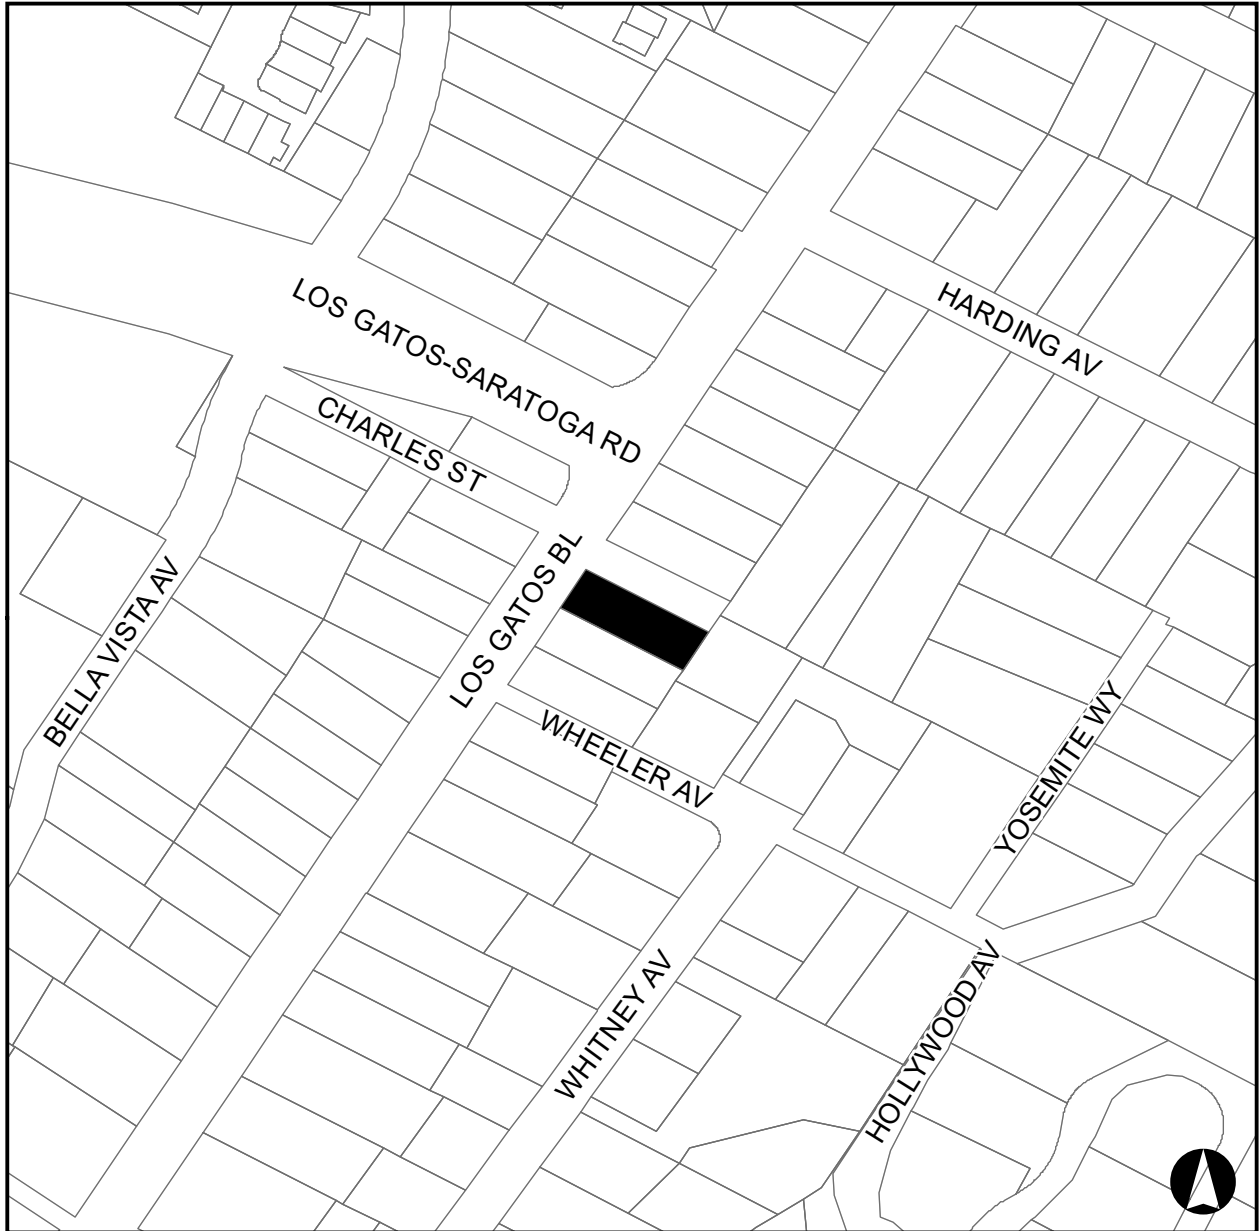 LOS GATOS-SARATOGA RD
HARDING AV
CHARLES ST
LOS GATOS BL
BELLA VISTA AV
WHEELER AV
YOSEMITE WY
WHITNEY AV
HOLLYWOOD AV